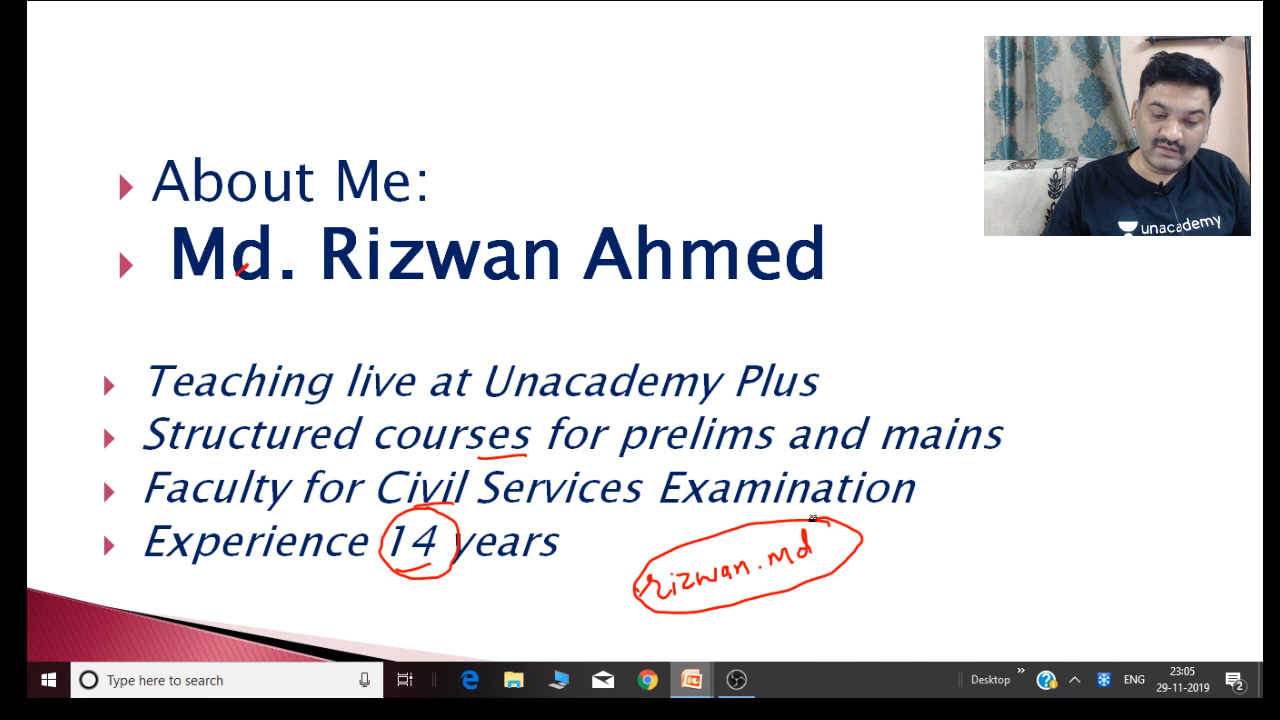 About Me:
Md. Rizwan Ahmed
unacademy
Teaching live at Unacademy Plus
Structured courses for prelims and mains
Faculty for Civil Services Examination
Experience 14 years
rizwan.md
Type here to search
Desktop
ENG
23:05
29-11-2019
2